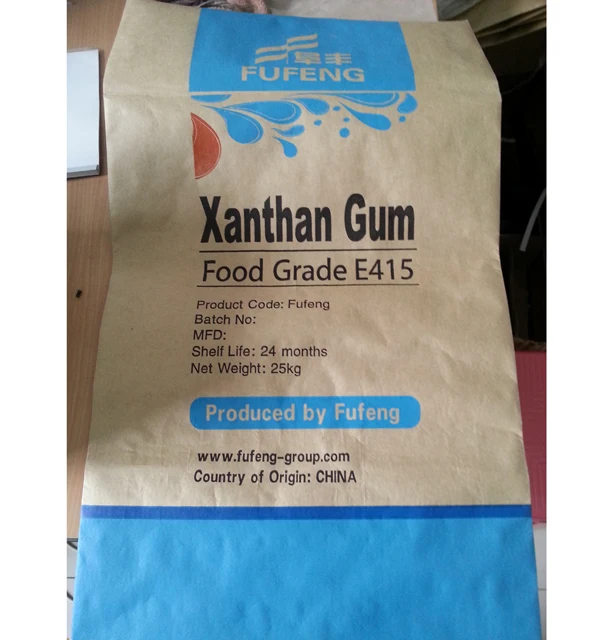 阜丰
FUFENG
Xanthan Gum
Food Grade E415
Product Code: Fufeng
Batch No:
MFD:
Shelf Life: 24 months
Net Weight: 25kg
Produced by Fufeng
www.fufeng-group.com
Country of Origin: CHINA